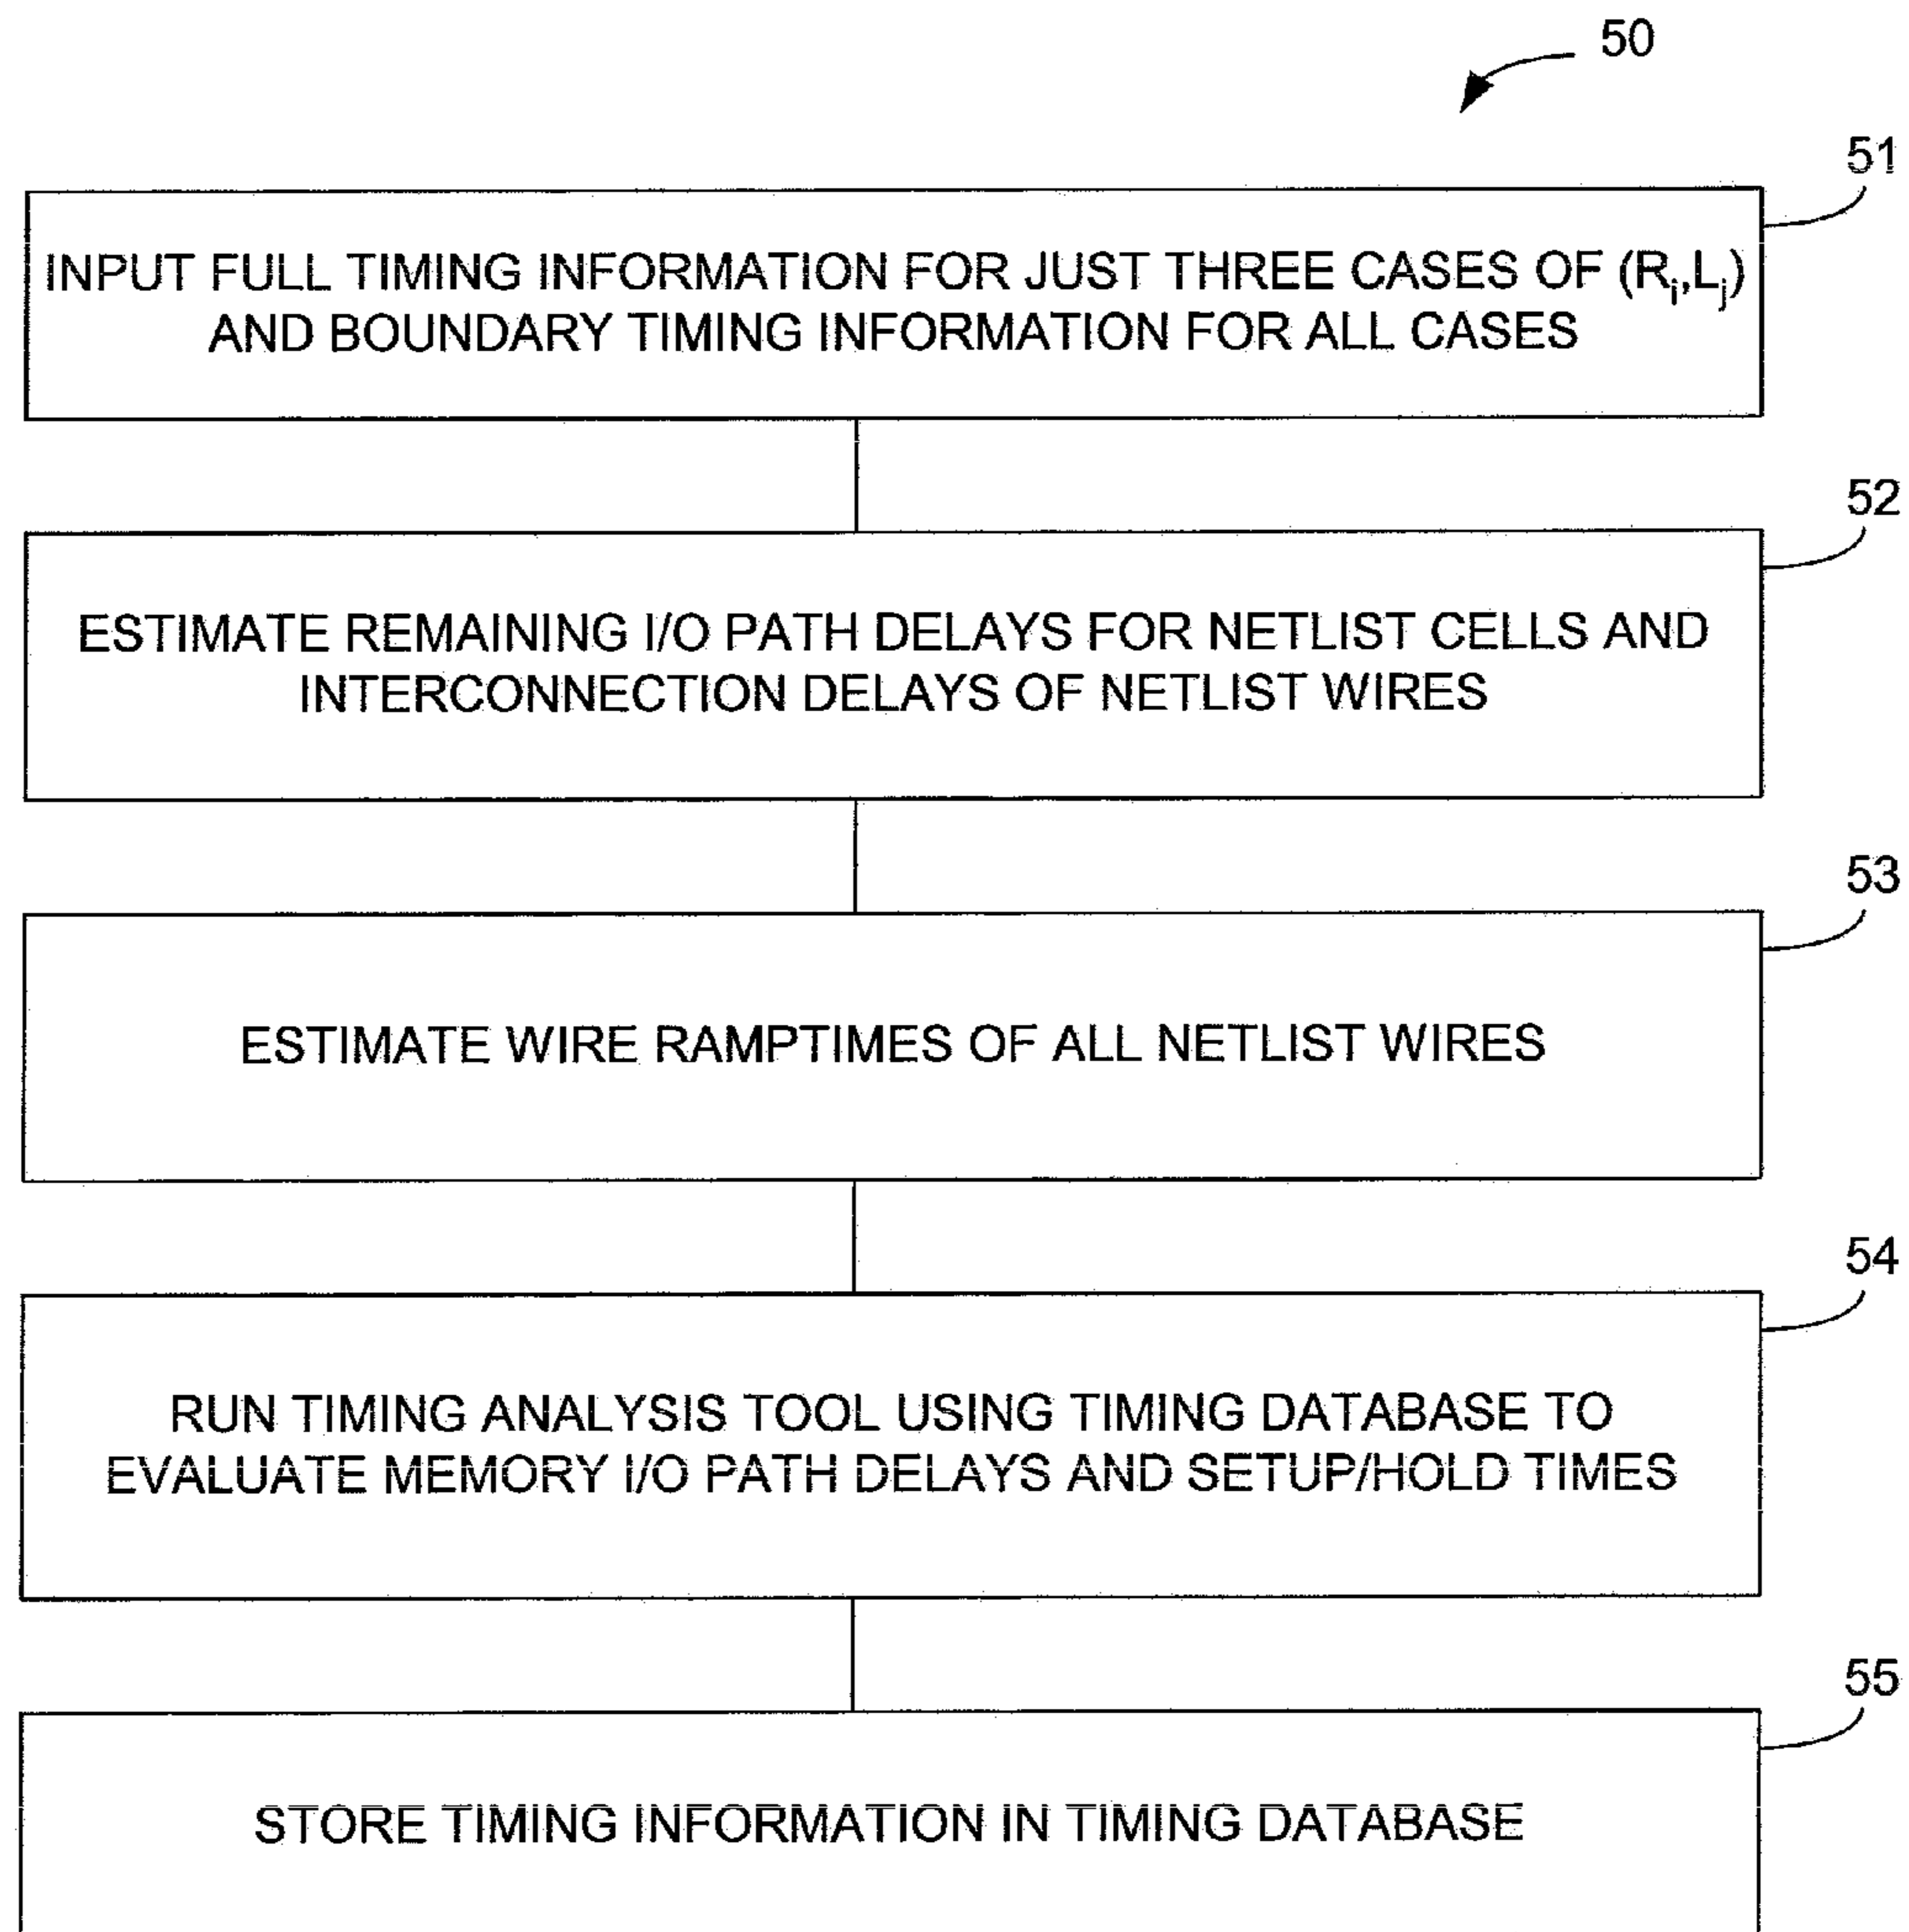 50
51
INPUT FULL TIMING INFORMATION FOR JUST THREE CASES OF (Ri,Lj)
AND BOUNDARY TIMING INFORMATION FOR ALL CASES
52
ESTIMATE REMAINING I/O PATH DELAYS FOR NETLIST CELLS AND
INTERCONNECTION DELAYS OF NETLIST WIRES
53
ESTIMATE WIRE RAMPTIMES OF ALL NETLIST WIRES
54
RUN TIMING ANALYSIS TOOL USING TIMING DATABASE TO
EVALUATE MEMORY I/O PATH DELAYS AND SETUP/HOLD TIMES
55
STORE TIMING INFORMATION IN TIMING DATABASE